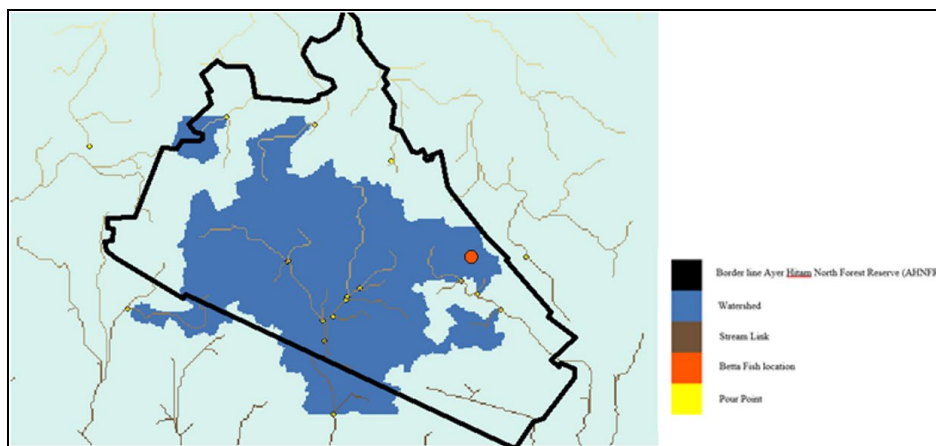 Border line Ayer Hitam North Forest Reserve (AHNFR
Watershed
Stream Link
Betta Fish location
Pour Point